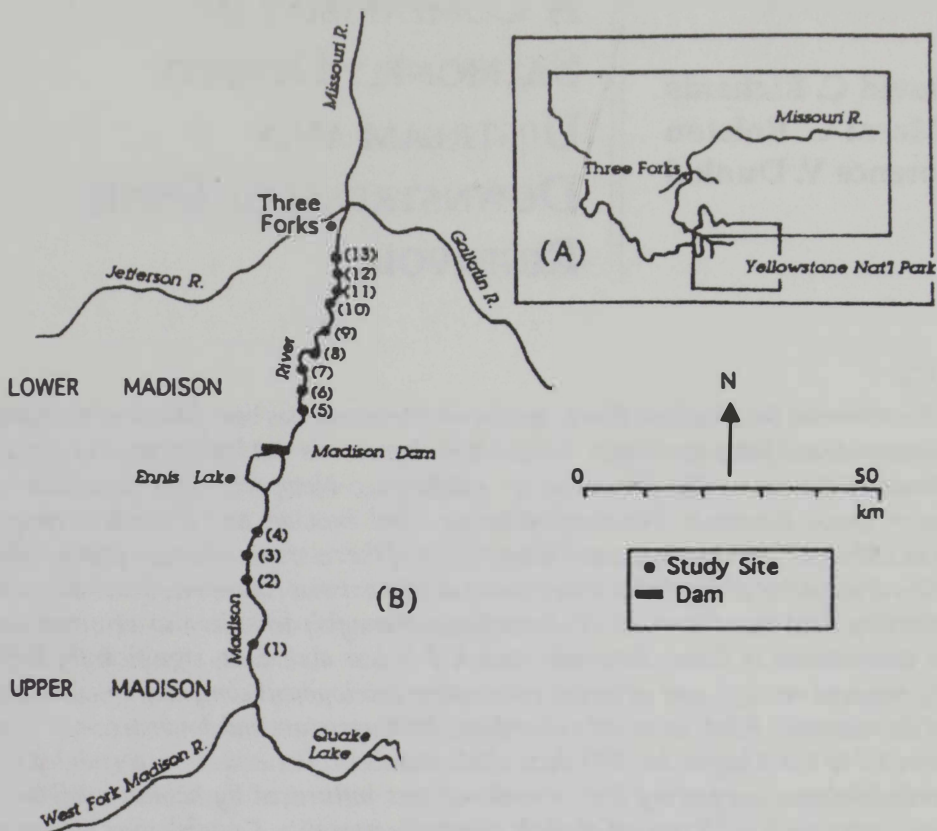 Missouri R.
Missouri R.
Three Forks
(A)
Yellowstone Nat'l Park
Three
Forks
Jefferson R.
Gallatin R.
(13)
(12)
(11)
(10)
(9)
(8)
(7)
(6)
(5)
River
LOWER MADISON
Madison Dam
Ennis Lake
N
0 50
km
(4)
(3)
(2)
(B)
Study Site
Dam
Madison
(1)
UPPER MADISON
Quake
Lake
West Fork Madison R.